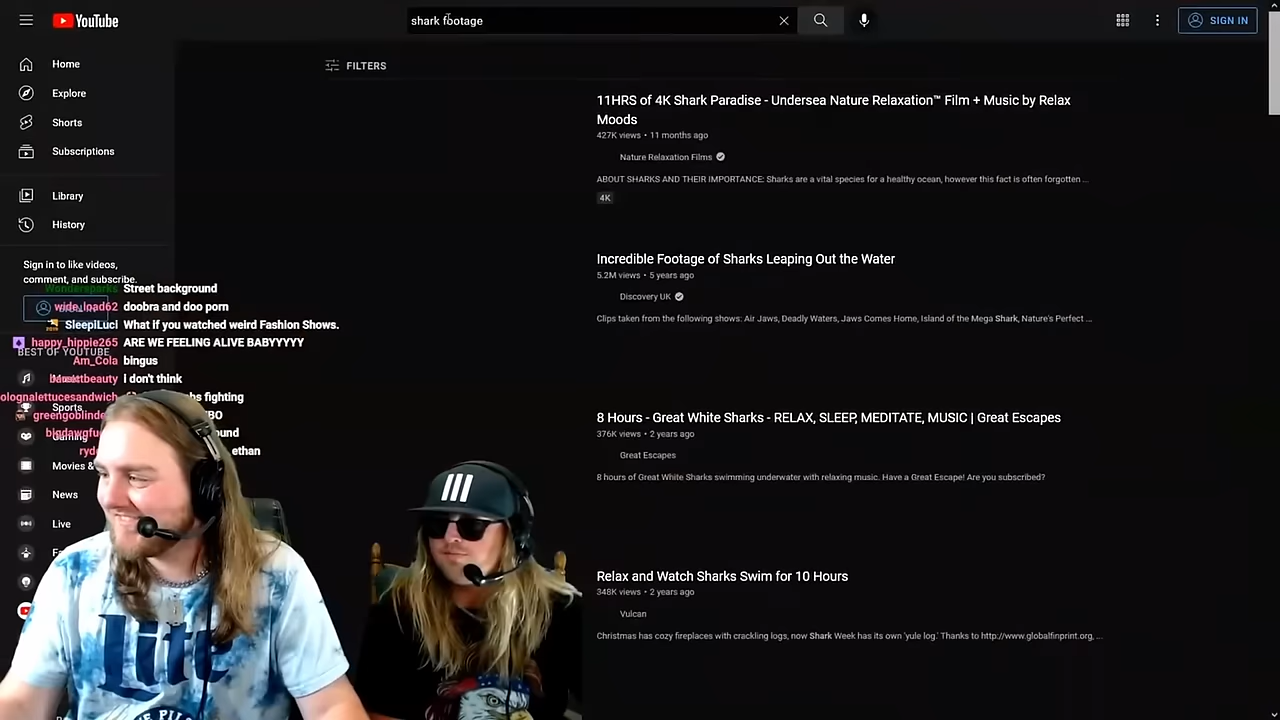 YouTube
shark footage
SIGN IN
Home
Explore
Shorts
Subscriptions
Library
History
Sign in to like videos,
comment, and subscribe.
BEST OF YOUTUBE
Sports
Gaming
Movies &
News
Live
FILTERS
11HRS of 4K Shark Paradise - Undersea Nature Relaxation™ Film + Music by Relax
Moods
427K views • 11 months ago
Nature Relaxation Films
ABOUT SHARKS AND THEIR IMPORTANCE: Sharks are a vital species for a healthy ocean, however this fact is often forgotten ...
4K
Incredible Footage of Sharks Leaping Out the Water
5.2M views • 5 years ago
Discovery UK
Clips taken from the following shows: Air Jaws, Deadly Waters, Jaws Comes Home, Island of the Mega Shark, Nature's Perfect ...
8 Hours - Great White Sharks - RELAX, SLEEP, MEDITATE, MUSIC | Great Escapes
376K views • 2 years ago
Great Escapes
8 hours of Great White Sharks swimming underwater with relaxing music. Have a Great Escape! Are you subscribed?
Relax and Watch Sharks Swim for 10 Hours
348K views • 2 years ago
Vulcan
Christmas has cozy fireplaces with crackling logs, now Shark Week has its own 'yule log.' Thanks to http://www.globalfinprint.org, ...
Wondersparks Street background
wide_load62 doobra and doo porn
SleepiLuci What if you watched weird Fashion Shows.
happy_hippie265 ARE WE FEELING ALIVE BABYYYYY
Am_Cola bingus
bassettbeauty i don't think
olognalettucesandwich fighting
greengoblind
ethan
Lite